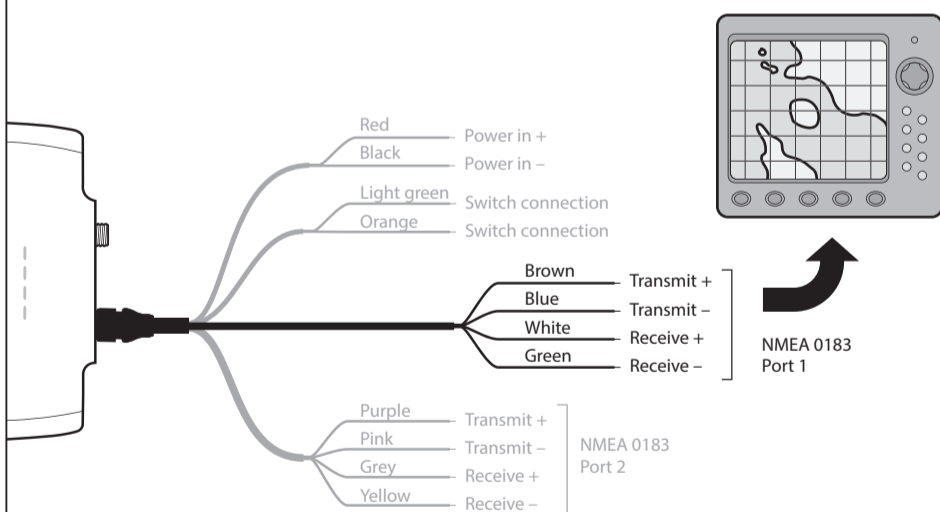 Red Power in +
Black Power in –
Light green Switch connection
Orange Switch connection
Brown Transmit +
Blue Transmit –
White Receive +
Green Receive –
NMEA 0183
Port 1
Purple Transmit +
Pink Transmit –
Grey Receive +
Yellow Receive –
NMEA 0183
Port 2